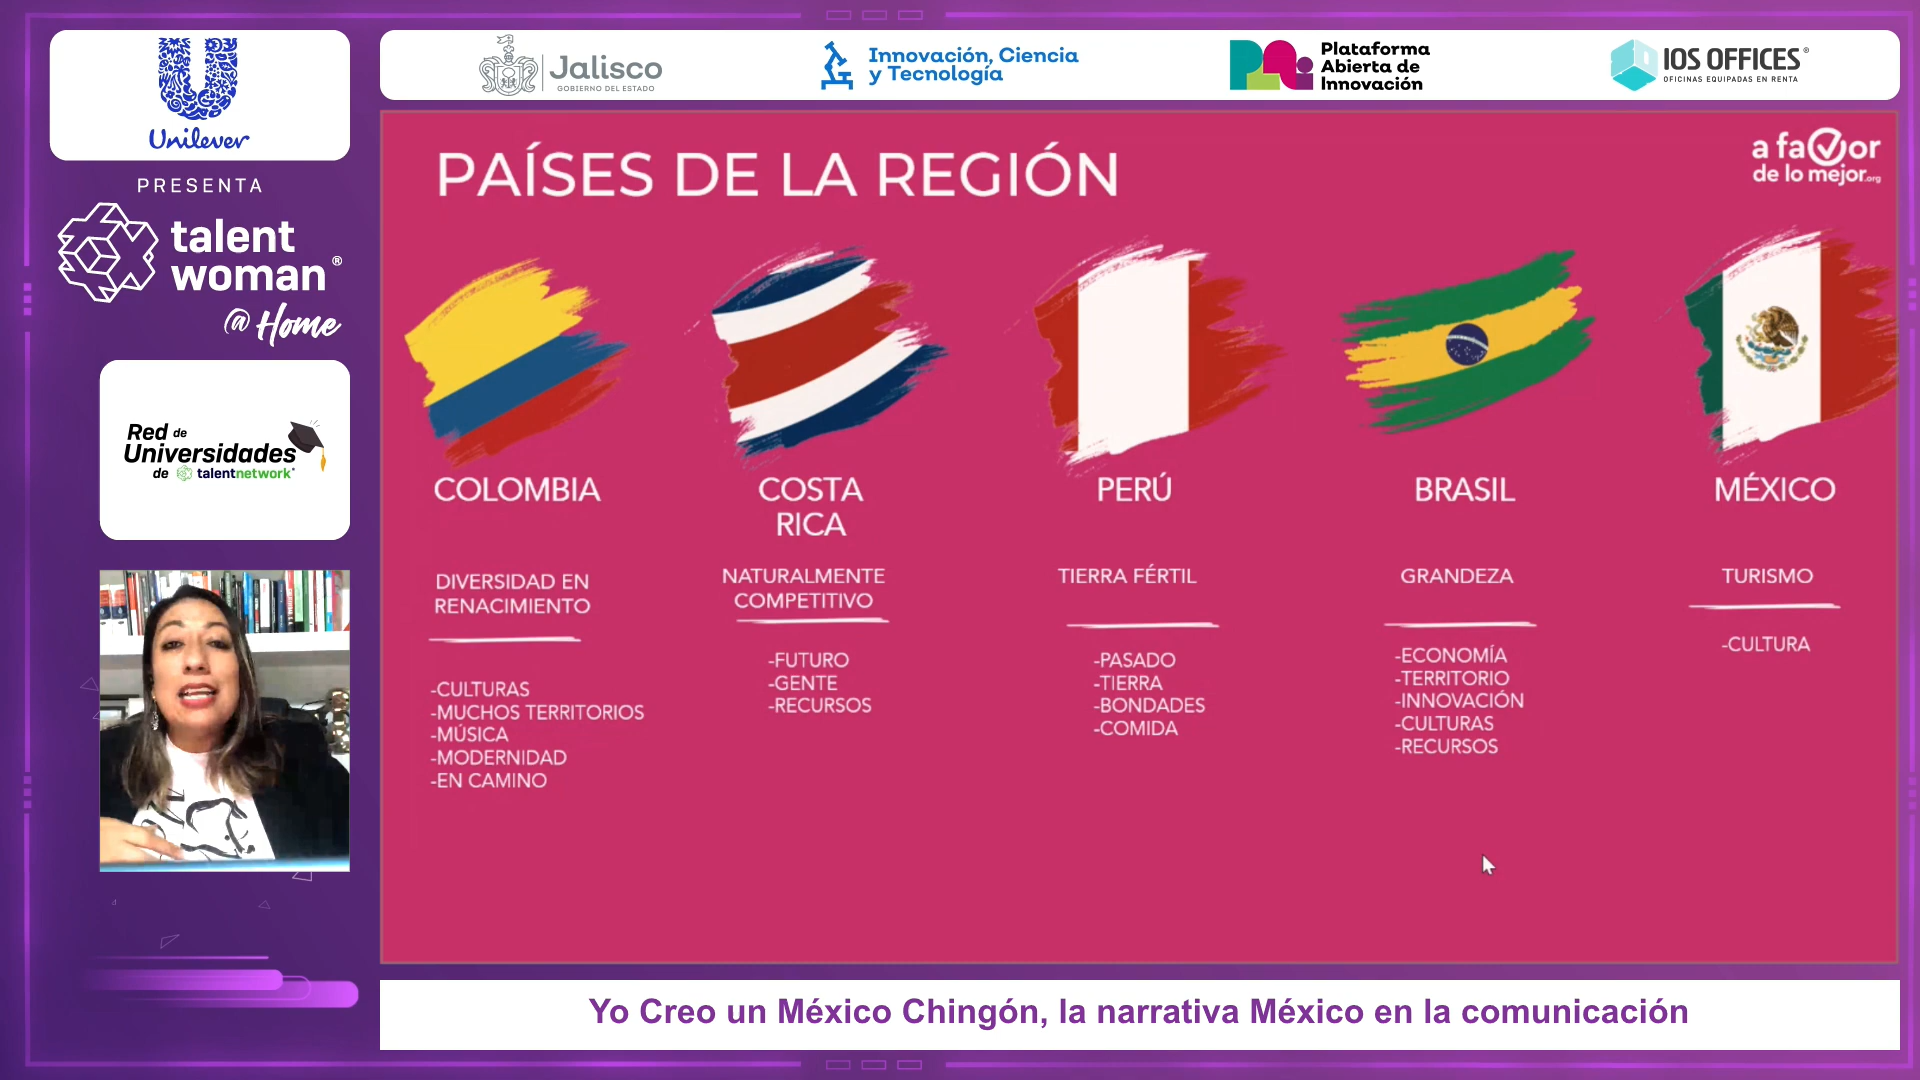 Unilever
PRESENTA
talent
woman®
@Home
Red de
Universidades
de talentnetwork®
Jalisco
GOBIERNO DEL ESTADO
Innovación, Ciencia
y Tecnología
Plataforma
Abierta de
Innovación
IOS OFFICES®
OFICINAS EQUIPADAS EN RENTA
PAÍSES DE LA REGIÓN
a favor
de lo mejor.org
COLOMBIA
DIVERSIDAD EN
RENACIMIENTO
-CULTURAS
-MUCHOS TERRITORIOS
-MÚSICA
-MODERNIDAD
-EN CAMINO
COSTA
RICA
NATURALMENTE
COMPETITIVO
-FUTURO
-GENTE
-RECURSOS
PERÚ
TIERRA FÉRTIL
-PASADO
-TIERRA
-BONDADES
-COMIDA
BRASIL
GRANDEZA
-ECONOMÍA
-TERRITORIO
-INNOVACIÓN
-CULTURAS
-RECURSOS
MÉXICO
TURISMO
-CULTURA
Yo Creo un México Chingón, la narrativa México en la comunicación